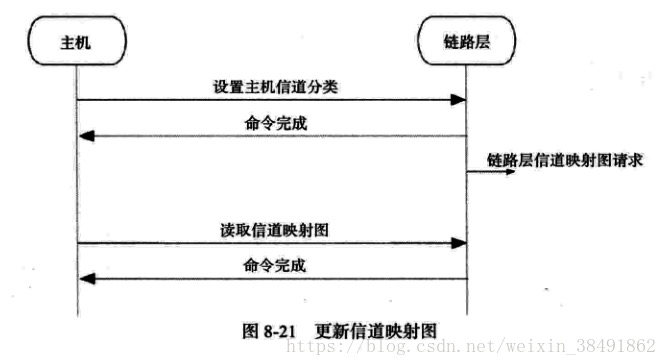 主机
链路层
设置主机信道分类
命令完成
链路层信道映射图请求
读取信道映射图
命令完成
图 8-21 更新信道映射图
https://blog.csdn.net/weixin_38491862